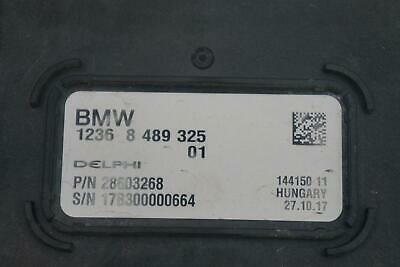 BMW
1236 8 489 325
01
DELPHI
P/N 28603268
S/N 178300000664
144150 11
HUNGARY
27.10.17